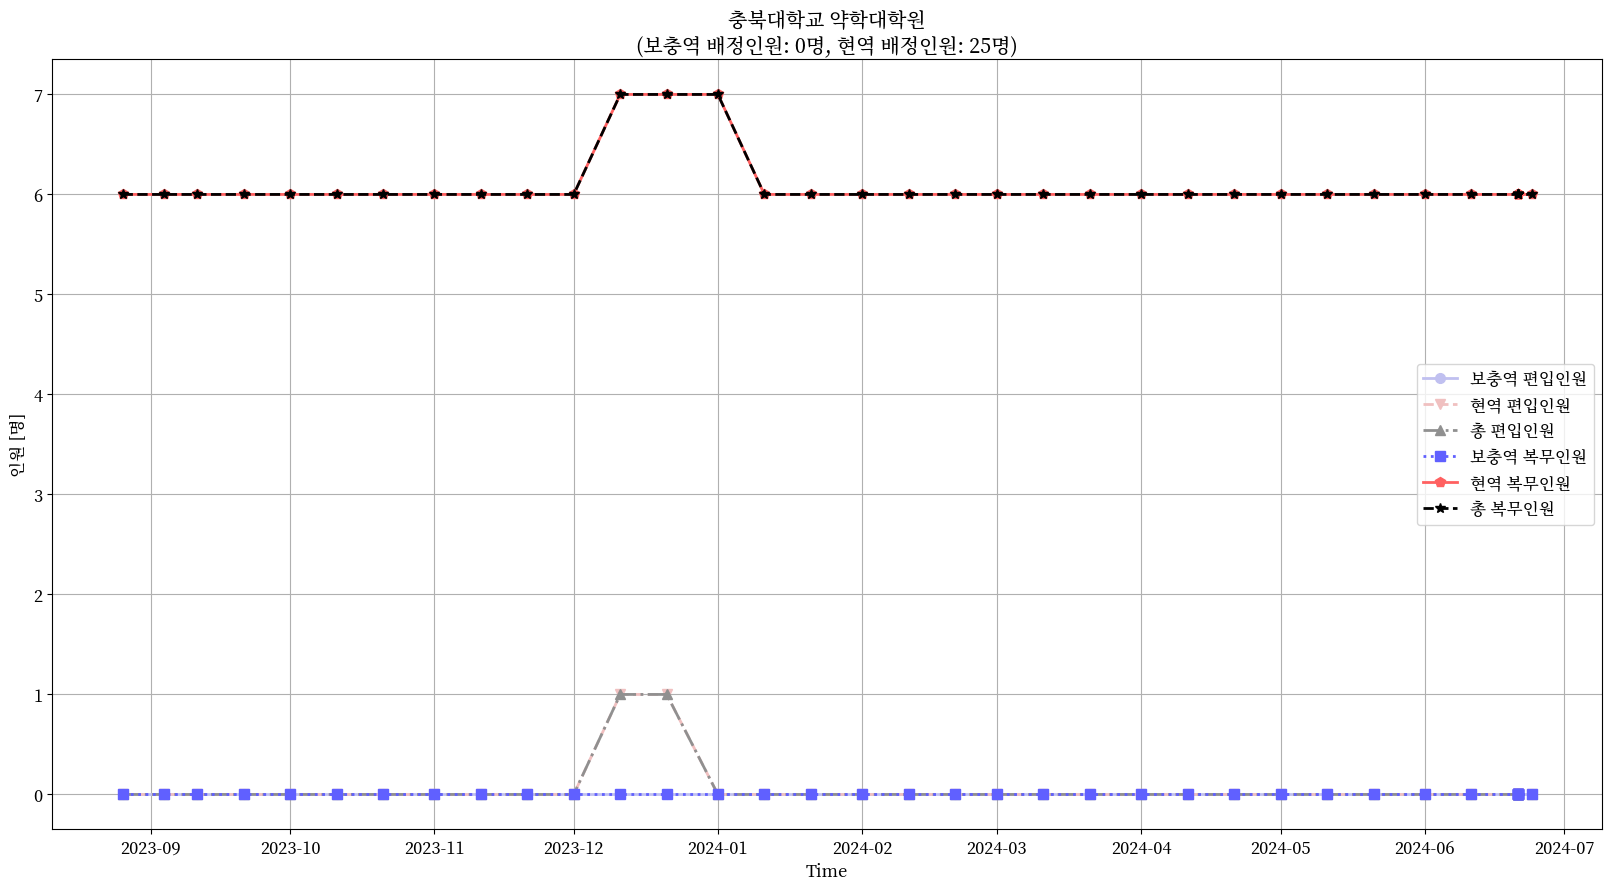 충북대학교 약학대학원
(보충역 배정인원: 0명, 현역 배정인원: 25명)
7
6
5
4
3
2
1
0
인원 [명]
보충역 편입인원
현역 편입인원
총 편입인원
보충역 복무인원
현역 복무인원
총 복무인원
2023-09
2023-10
2023-11
2023-12
2024-01
2024-02
2024-03
2024-04
2024-05
2024-06
2024-07
Time